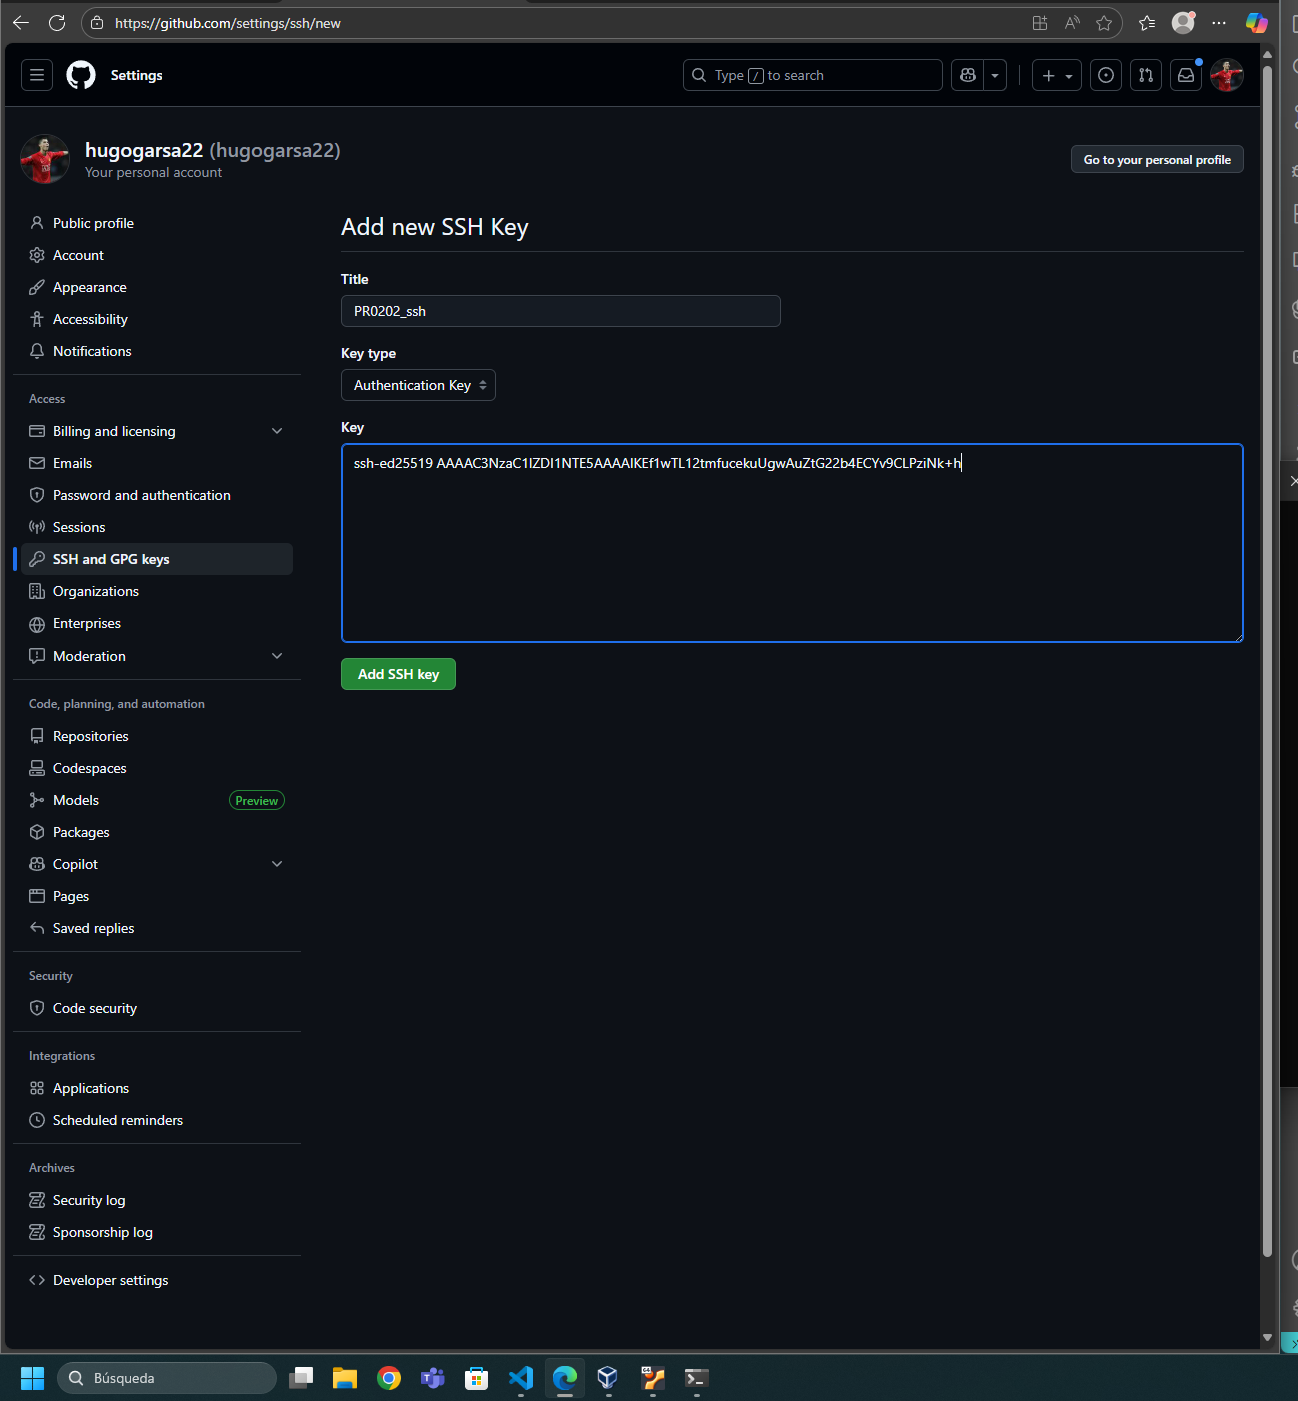 https://github.com/settings/ssh/new
Settings
Type / to search
hugogarsa22 (hugogarsa22)
Your personal account
Go to your personal profile
Public profile
Account
Appearance
Accessibility
Notifications
Access
Billing and licensing
Emails
Password and authentication
Sessions
SSH and GPG keys
Organizations
Enterprises
Moderation
Code, planning, and automation
Repositories
Codespaces
Models
Preview
Packages
Copilot
Pages
Saved replies
Security
Code security
Integrations
Applications
Scheduled reminders
Archives
Security log
Sponsorship log
Developer settings
Add new SSH Key
Title
PR0202_ssh
Key type
Authentication Key
Key
ssh-ed25519 AAAAC3NzaC1lZDI1NTE5AAAAIKEf1wTL12tmfucekuUgwAuZtG22b4ECYv9CLPziNk+h
Add SSH key
Búsqueda